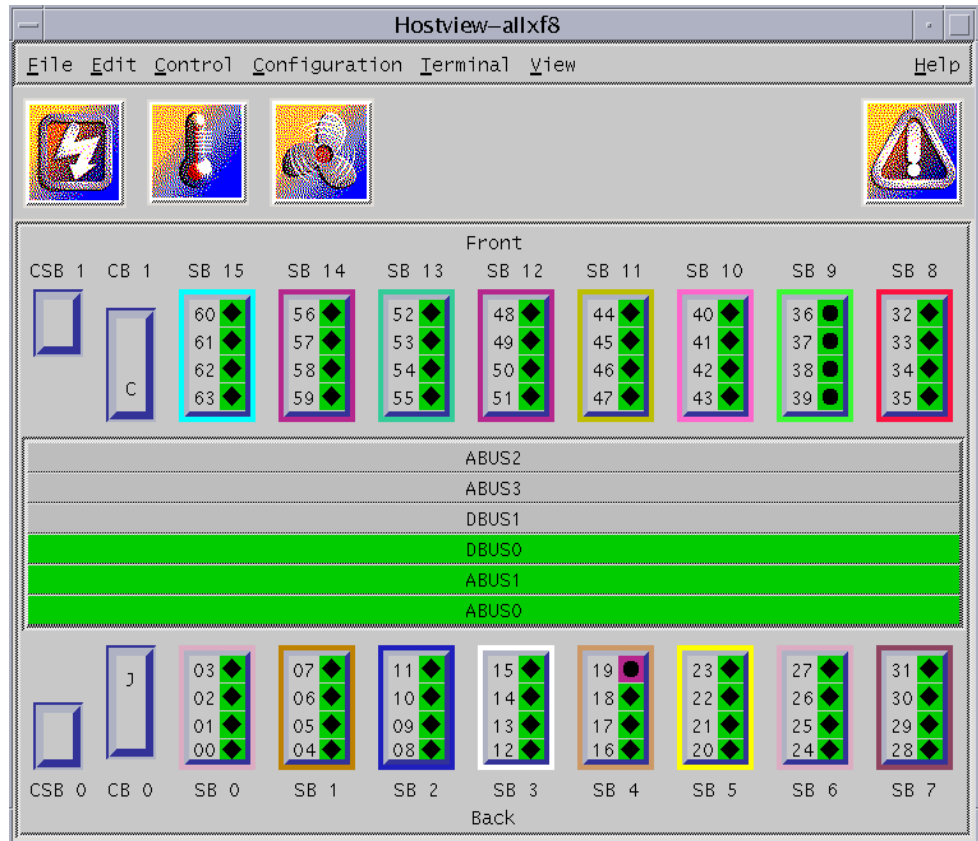 Hostview–allxf8
File Edit Control Configuration Terminal View Help
Front
CSB 1 CB 1 SB 15 SB 14 SB 13 SB 12 SB 11 SB 10 SB 9 SB 8
60 56 52 48 44 40 36 32
61 57 53 49 45 41 37 33
62 58 54 50 46 42 38 34
C 63 59 55 51 47 43 39 35
ABUS2
ABUS3
DBUS1
DBUS0
ABUS1
ABUS0
J 03 07 11 15 19 23 27 31
02 06 10 14 18 22 26 30
01 05 09 13 17 21 25 29
00 04 08 12 16 20 24 28
CSB 0 CB 0 SB 0 SB 1 SB 2 SB 3 SB 4 SB 5 SB 6 SB 7
Back